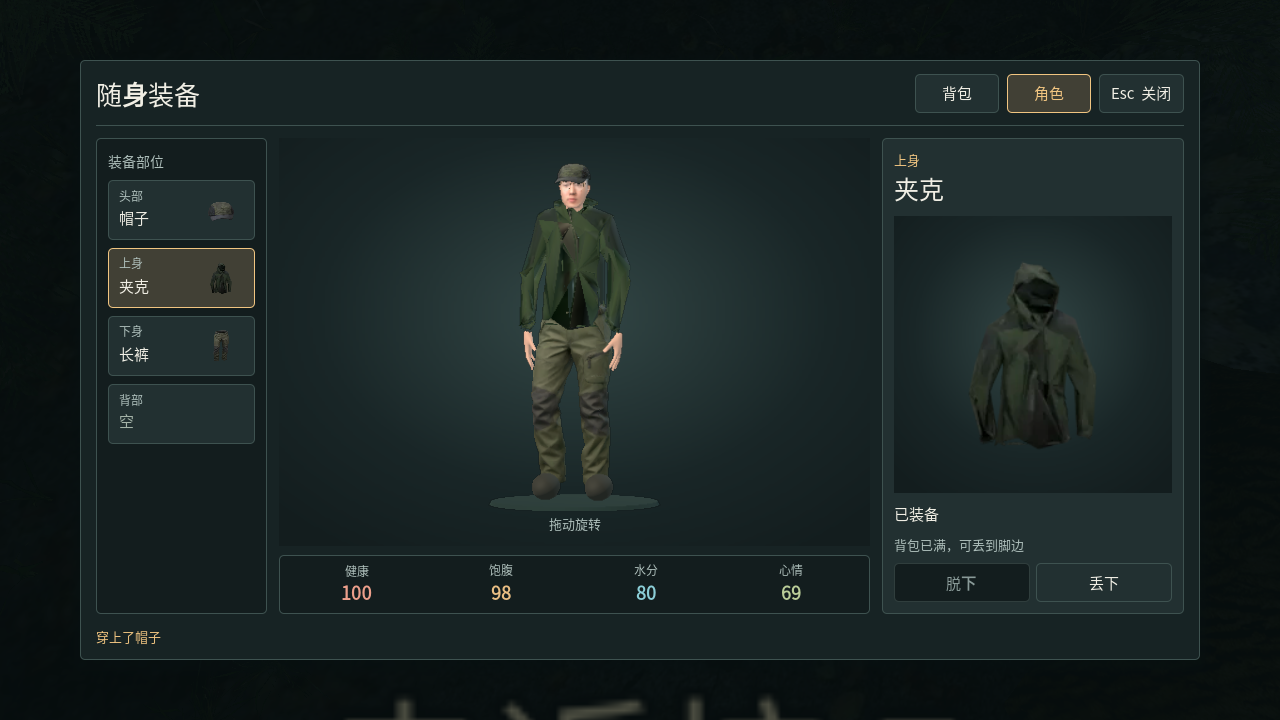 随身装备
背包
角色
Esc 关闭
装备部位
头部
帽子
上身
夹克
下身
长裤
背部
空
拖动旋转
健康
100
饱腹
98
水分
80
心情
69
上身
夹克
已装备
背包已满，可丢到脚边
脱下
丢下
穿上了帽子